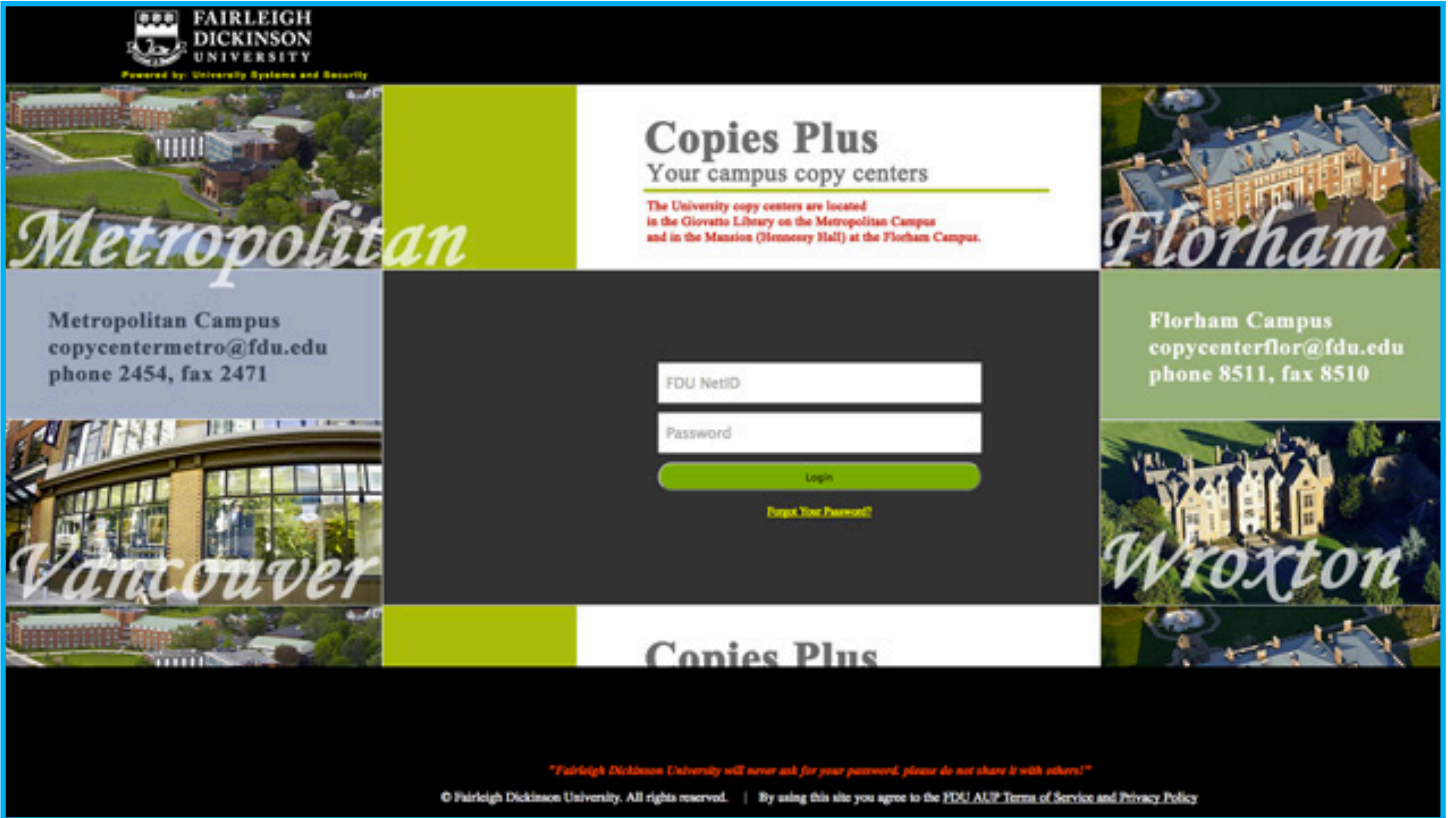 FAIRLEIGH
DICKINSON
UNIVERSITY
Powered by: University Systems and Security
Copies Plus
Your campus copy centers
The University copy centers are located
in the Giovatto Library on the Metropolitan Campus
and in the Mansion (Hennessy Hall) at the Florham Campus.
Metropolitan
Florham
Metropolitan Campus
copycentermetro@fdu.edu
phone 2454, fax 2471
Florham Campus
copycenterflor@fdu.edu
phone 8511, fax 8510
FDU NetID
Password
Login
Forgot Your Password?
Vancouver
Wroxton
Copies Plus
"Fairleigh Dickinson University will never ask for your password, please do not share it with others!"
© Fairleigh Dickinson University. All rights reserved. | By using this site you agree to the FDU AUP Terms of Service and Privacy Policy